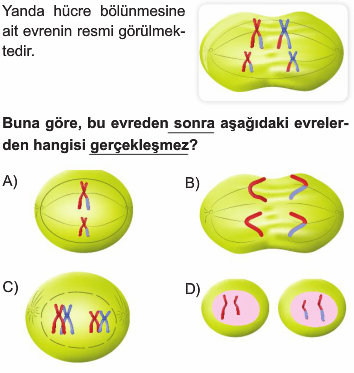 Yanda hücre bölünmesine
ait evrenin resmi görülmek-
tedir.
Buna göre, bu evreden sonra aşağıdaki evreler-
den hangisi gerçekleşmez?
A)
B)
C)
D)